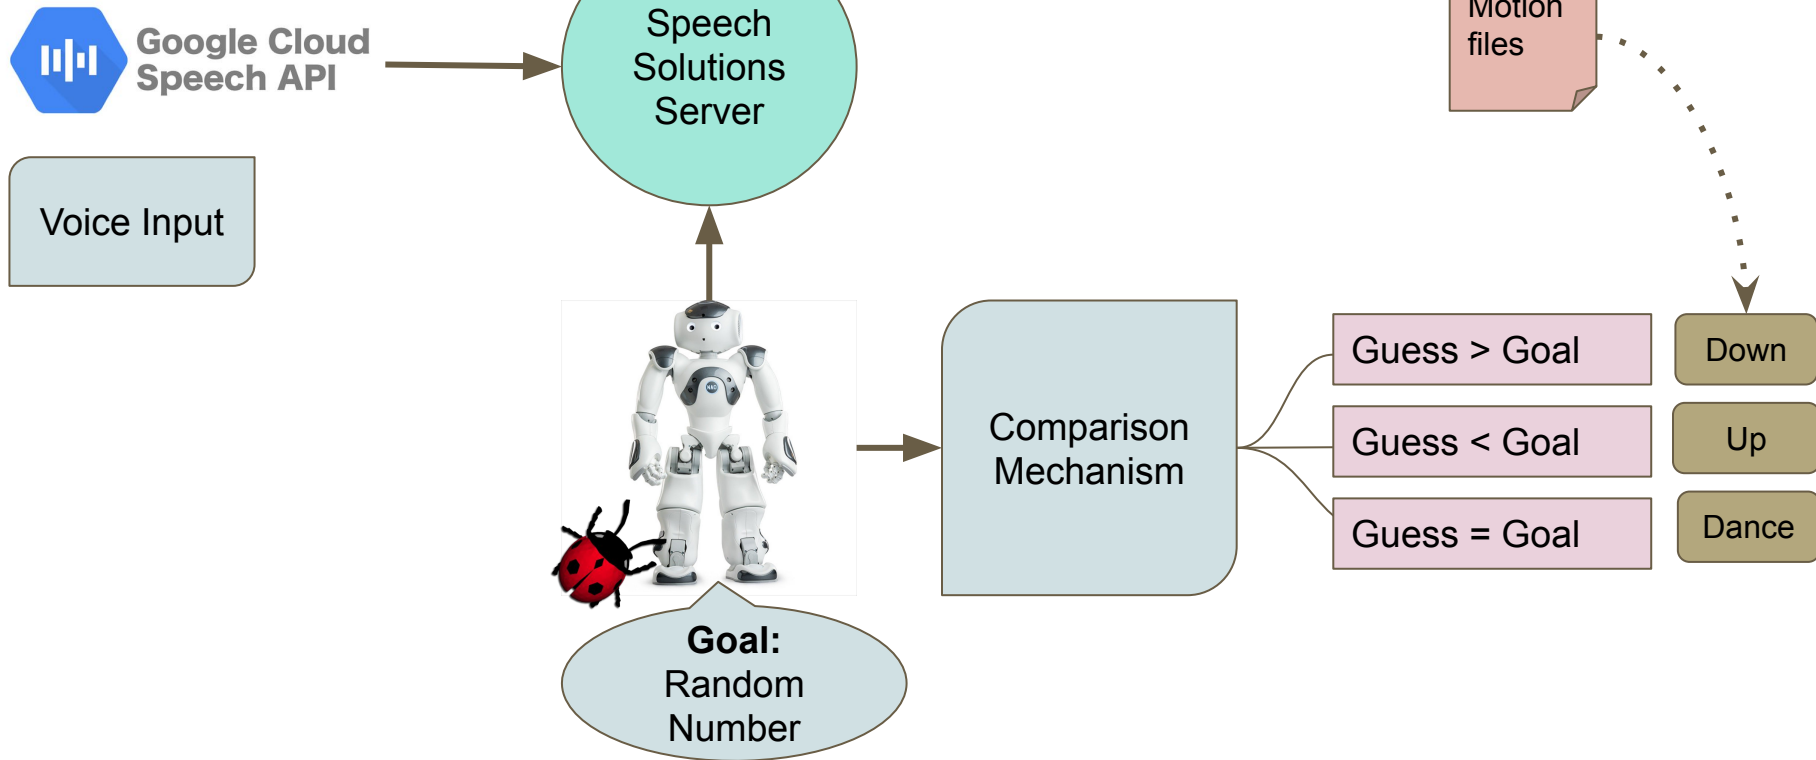 Google Cloud
Speech API
Speech
Solutions
Server
Motion
files
Voice Input
Comparison
Mechanism
Guess > Goal
Down
Guess < Goal
Up
Guess = Goal
Dance
Goal:
Random
Number